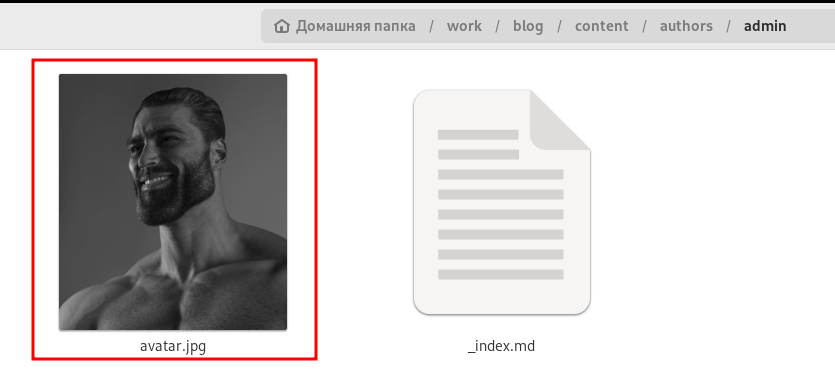 Домашняя папка / work / blog / content / authors / admin
avatar.jpg
_index.md